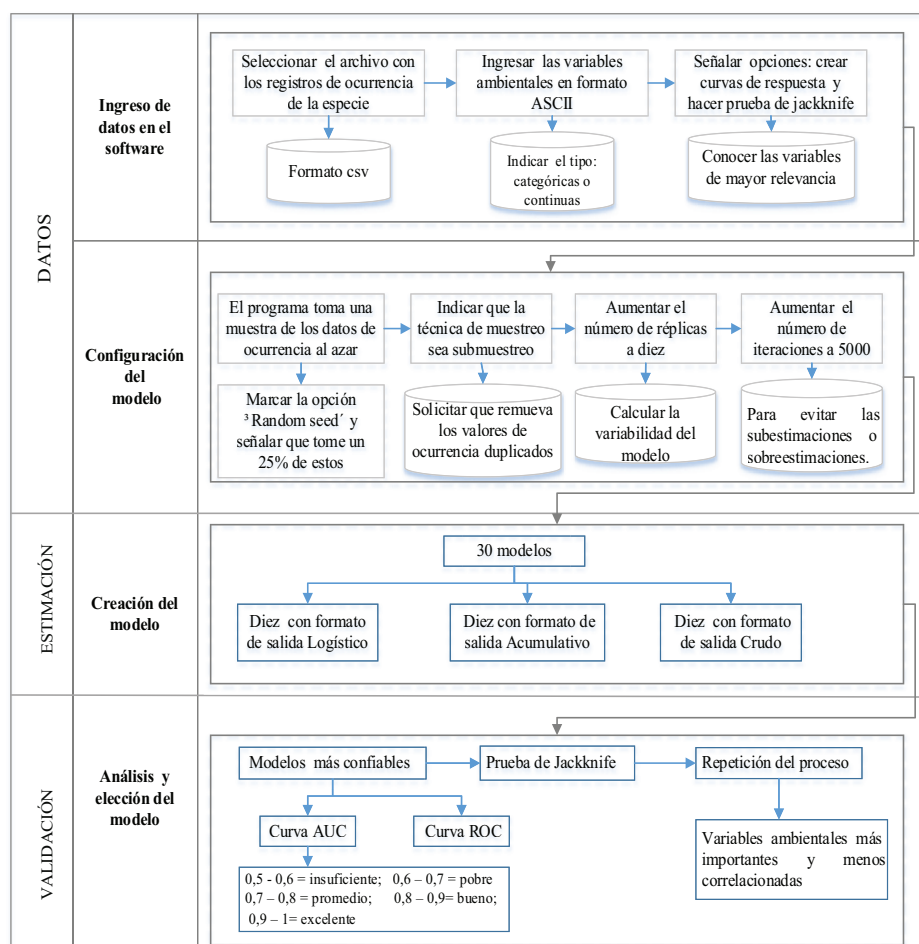 DATOS
Ingreso de
datos en el
software
Seleccionar el archivo con
los registros de ocurrencia
de la especie
Ingresar las variables
ambientales en formato
ASCII
Señalar opciones: crear
curvas de respuesta y
hacer prueba de jackknife
Formato csv
Indicar el tipo:
categóricas o
continuas
Conocer las variables
de mayor relevancia
Configuración
del
modelo
El programa toma una
muestra de los datos de
ocurrencia al azar
Indicar que la
técnica de muestreo
sea submuestreo
Aumentar el
número de réplicas
a diez
Aumentar el
número de
iteraciones a 5000
Marcar la opción
³Random seed´ y
señalar que tome un
25% de estos
Solicitar que remueva
los valores de
ocurrencia duplicados
Calcular la
variabilidad del
modelo
Para evitar las
subestimaciones o
sobreestimaciones.
ESTIMACIÓN
Creación del
modelo
30 modelos
Diez con formato
de salida Logístico
Diez con formato de
salida Acumulativo
Diez con formato
de salida Crudo
VALIDACIÓN
Análisis y
elección del
modelo
Modelos más confiables
Prueba de Jackknife
Repetición del proceso
Curva AUC
Curva ROC
Variables ambientales más
importantes y menos
correlacionadas
0,5 - 0,6 = insuficiente; 0,6 – 0,7 = pobre
0,7 – 0,8 = promedio; 0,8 – 0,9= bueno;
0,9 – 1= excelente